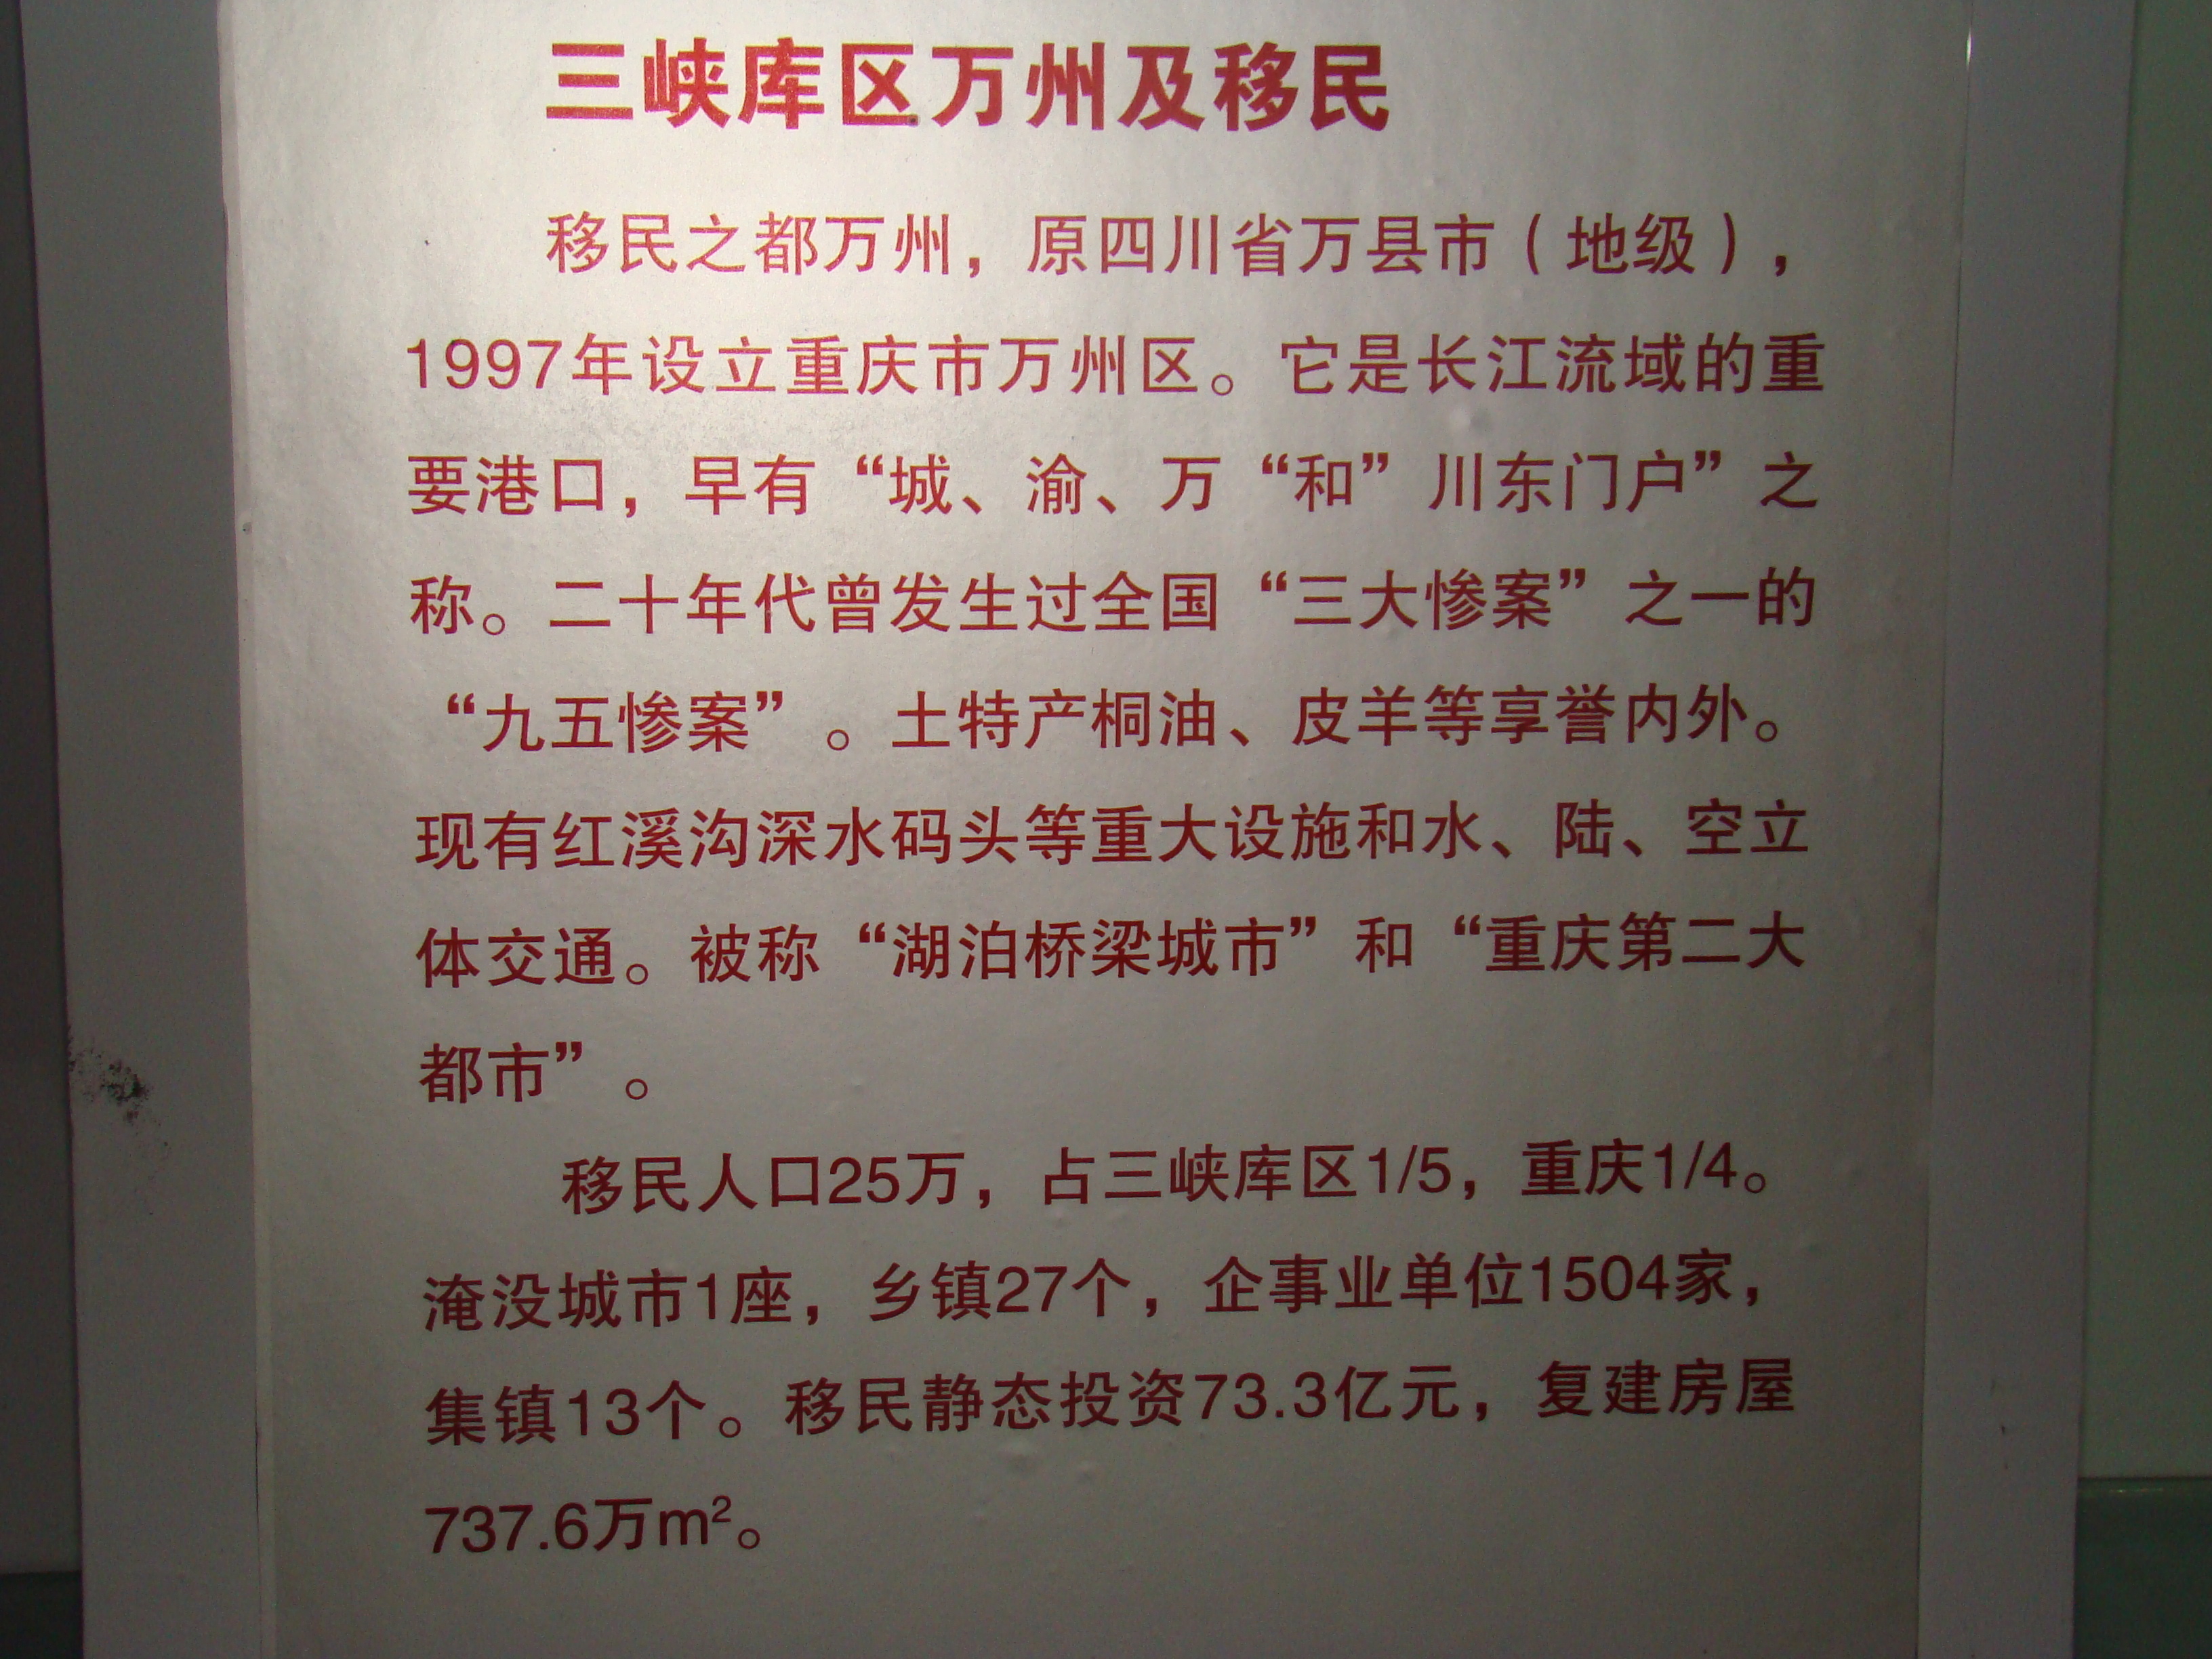 三峡库区万州及移民
移民之都万州，原四川省万县市（地级），
1997年设立重庆市万州区。它是长江流域的重
要港口，早有“城、渝、万“和”川东门户”之
称。二十年代曾发生过全国“三大惨案”之一的
“九五惨案”。土特产桐油、皮羊等享誉内外。
现有红溪沟深水码头等重大设施和水、陆、空立
体交通。被称“湖泊桥梁城市”和“重庆第二大
都市”。
移民人口25万，占三峡库区1/5，重庆1/4。
淹没城市1座，乡镇27个，企事业单位1504家，
集镇13个。移民静态投资73.3亿元，复建房屋
737.6万m²。